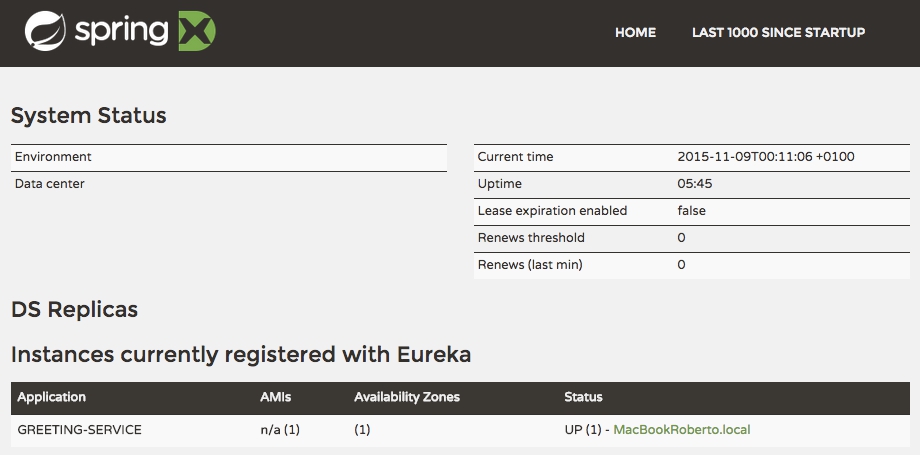 spring
HOME LAST 1000 SINCE STARTUP
System Status
Environment
Data center
Current time 2015-11-09T00:11:06 +0100
Uptime 05:45
Lease expiration enabled false
Renews threshold 0
Renews (last min) 0
DS Replicas
Instances currently registered with Eureka
Application AMIs Availability Zones Status
GREETING-SERVICE n/a (1) (1) UP (1) - MacBookRoberto.local